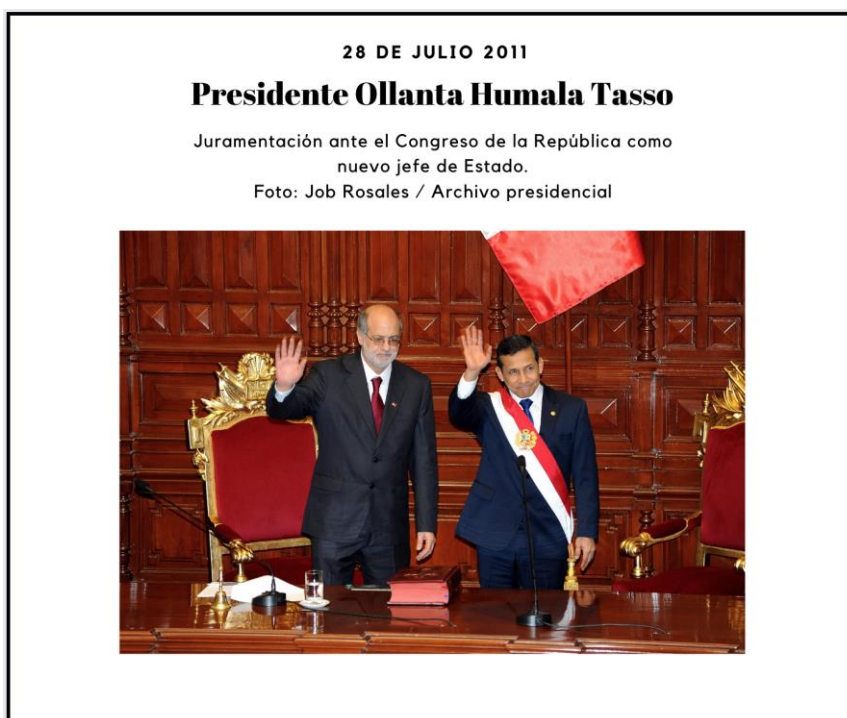 28 DE JULIO 2011
Presidente Ollanta Humala Tasso
Juramentación ante el Congreso de la República como
nuevo jefe de Estado.
Foto: Job Rosales / Archivo presidencial